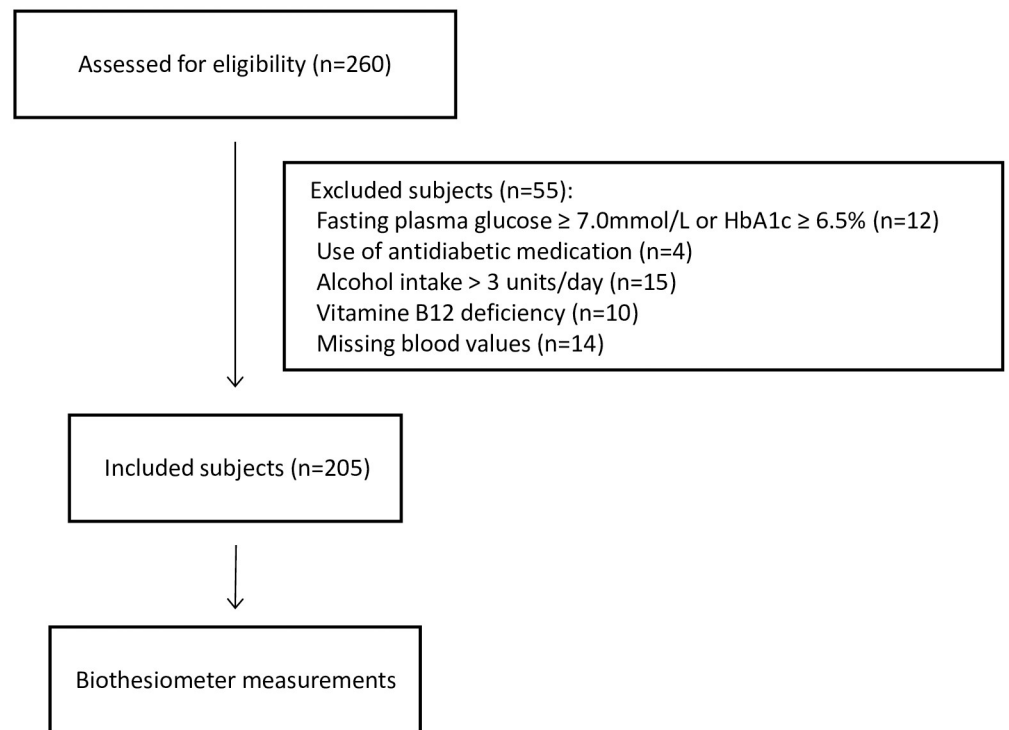 Assessed for eligibility (n=260)
Excluded subjects (n=55):
Fasting plasma glucose ≥ 7.0mmol/L or HbA1c ≥ 6.5% (n=12)
Use of antidiabetic medication (n=4)
Alcohol intake > 3 units/day (n=15)
Vitamine B12 deficiency (n=10)
Missing blood values (n=14)
Included subjects (n=205)
Biothesiometer measurements